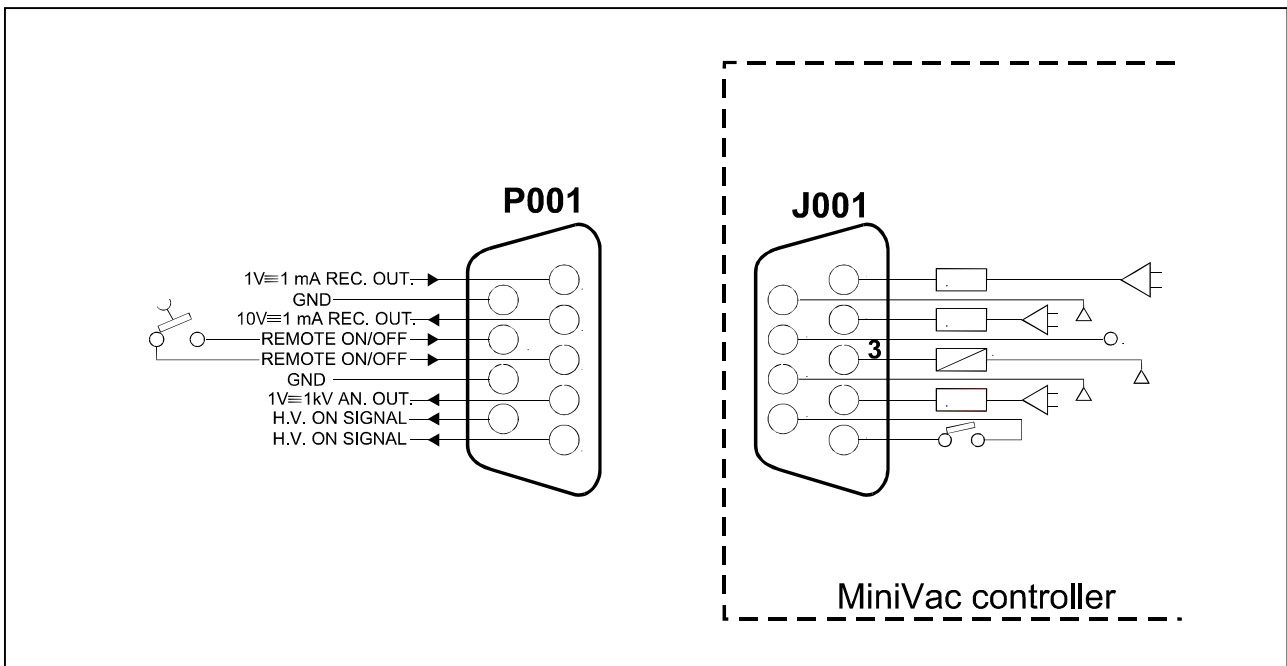 P001
1V≡1 mA REC. OUT.
GND
10V≡1 mA REC. OUT.
REMOTE ON/OFF
REMOTE ON/OFF
GND
1V≡1kV AN. OUT.
H.V. ON SIGNAL
H.V. ON SIGNAL
J001
3
MiniVac controller